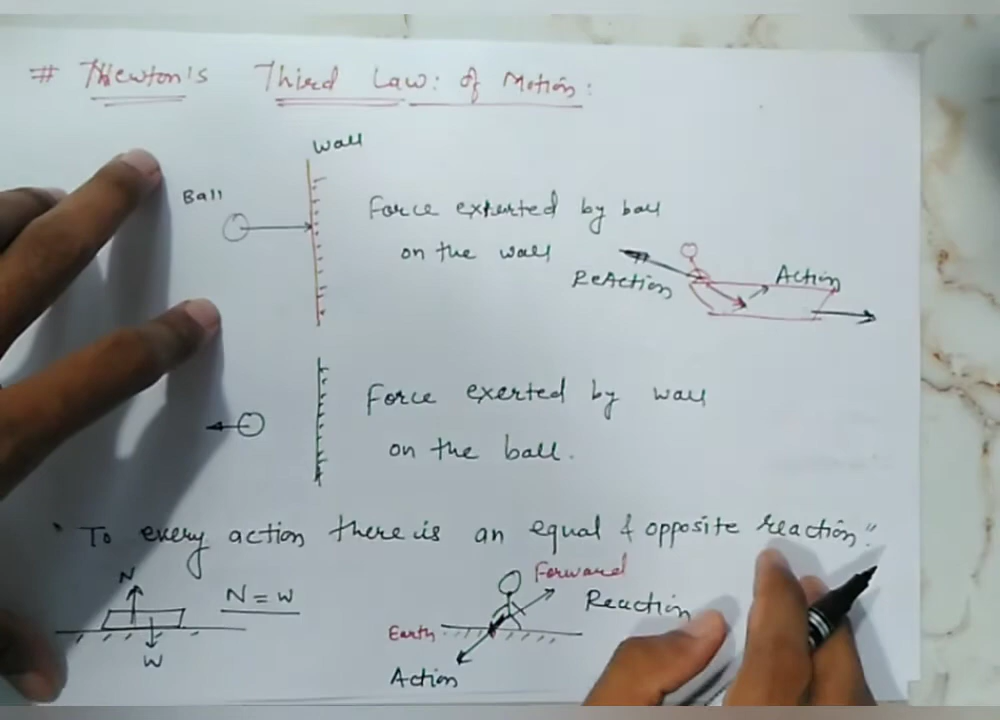 # Newton's Third Law: of Motion:
Wall
Ball
Force exerted by ball
on the wall
ReAction
Action
Force exerted by wall
on the ball.
"To every action there is an equal & opposite reaction."
N
N = W
W
Forward
Reaction
Earth
Action